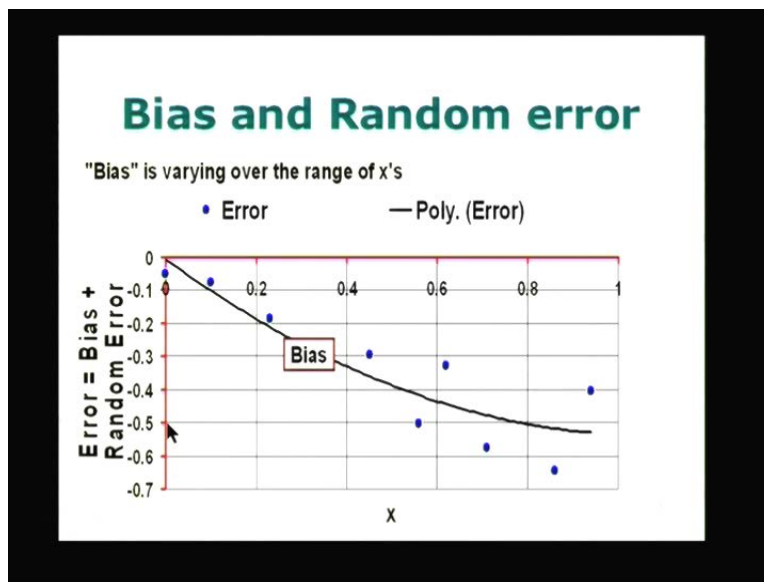 Bias and Random error
"Bias" is varying over the range of x's
Error
Poly. (Error)
Error = Bias +
Random Error
0
-0.1
-0.2
-0.3
-0.4
-0.5
-0.6
-0.7
0
0.2
0.4
0.6
0.8
1
Bias
X